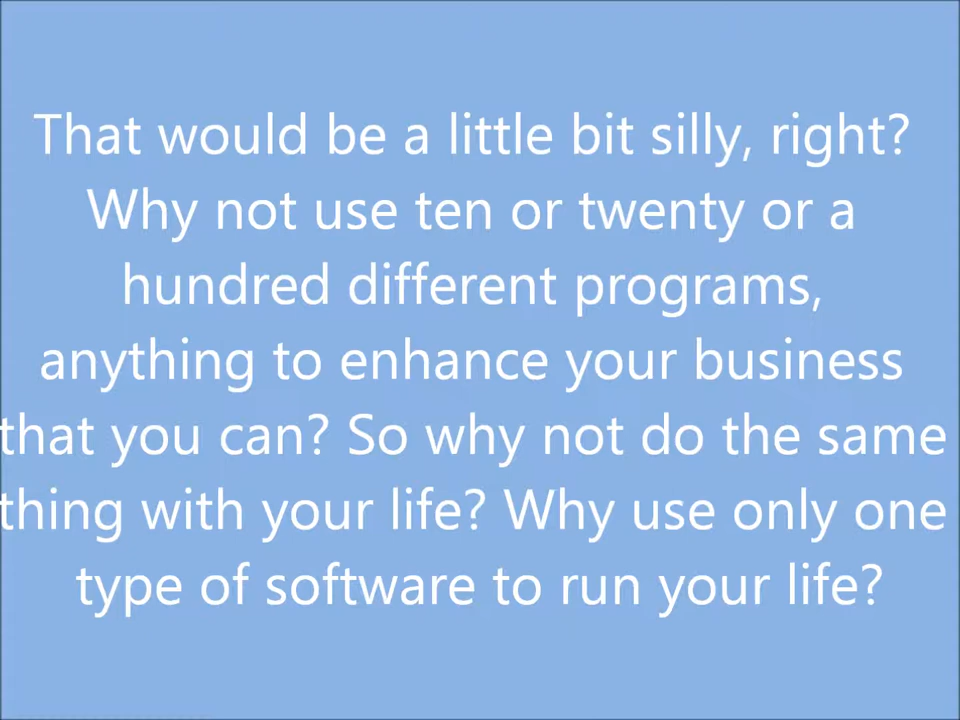 That would be a little bit silly, right?
Why not use ten or twenty or a
hundred different programs,
anything to enhance your business
that you can? So why not do the same
thing with your life? Why use only one
type of software to run your life?